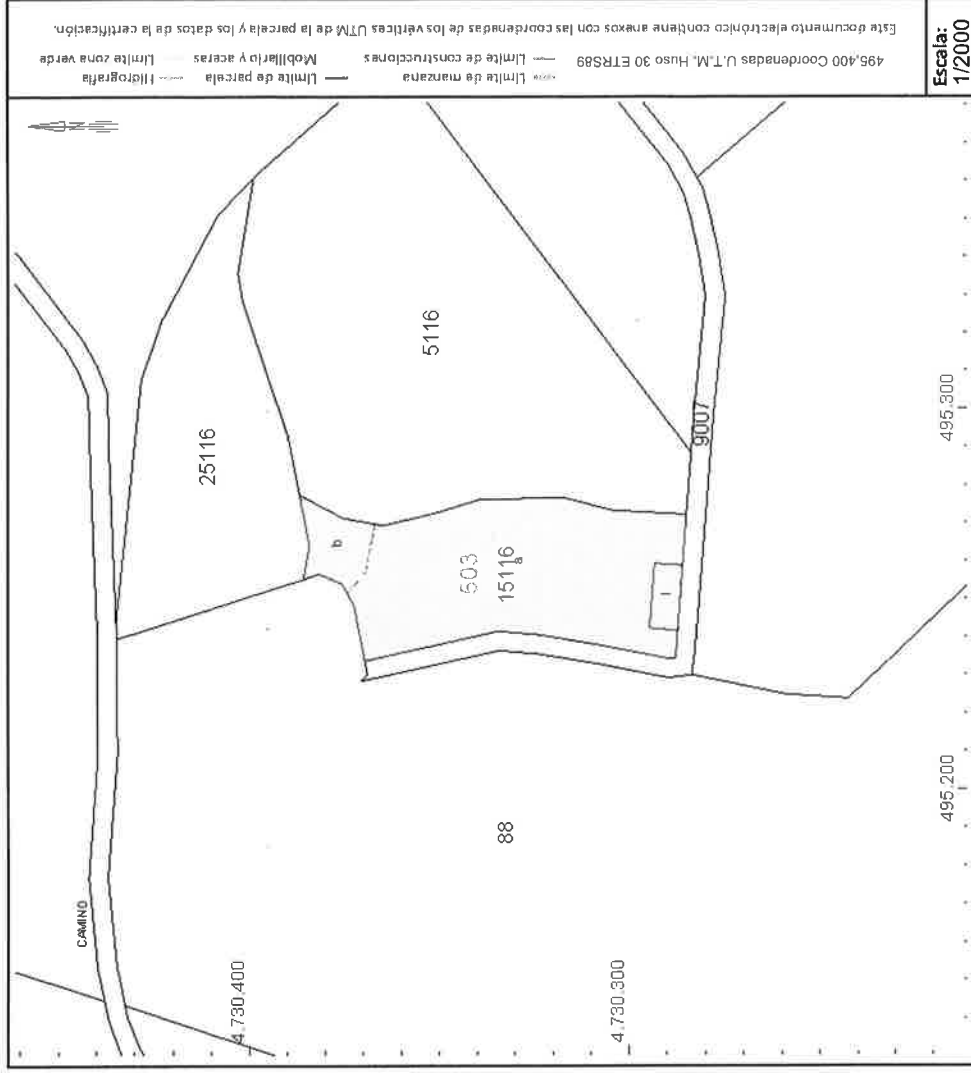 Este documento electrónico contiene anexos con las coordenadas de los vértices UTM de la parcela y los datos de la certificación.
495,400 Coordenadas U.T.M. Huso 30 ETRS89
Límite de manzana
Límite de construcciones
Límite de parcela
Mobiliario y aceras
Hidrografía
Límite zona verde
Escala:
1/2000
CAMINO
25116
5116
b
503
15116
a
I
9007
88
4.730.400
4.730.300
495.200
495.300